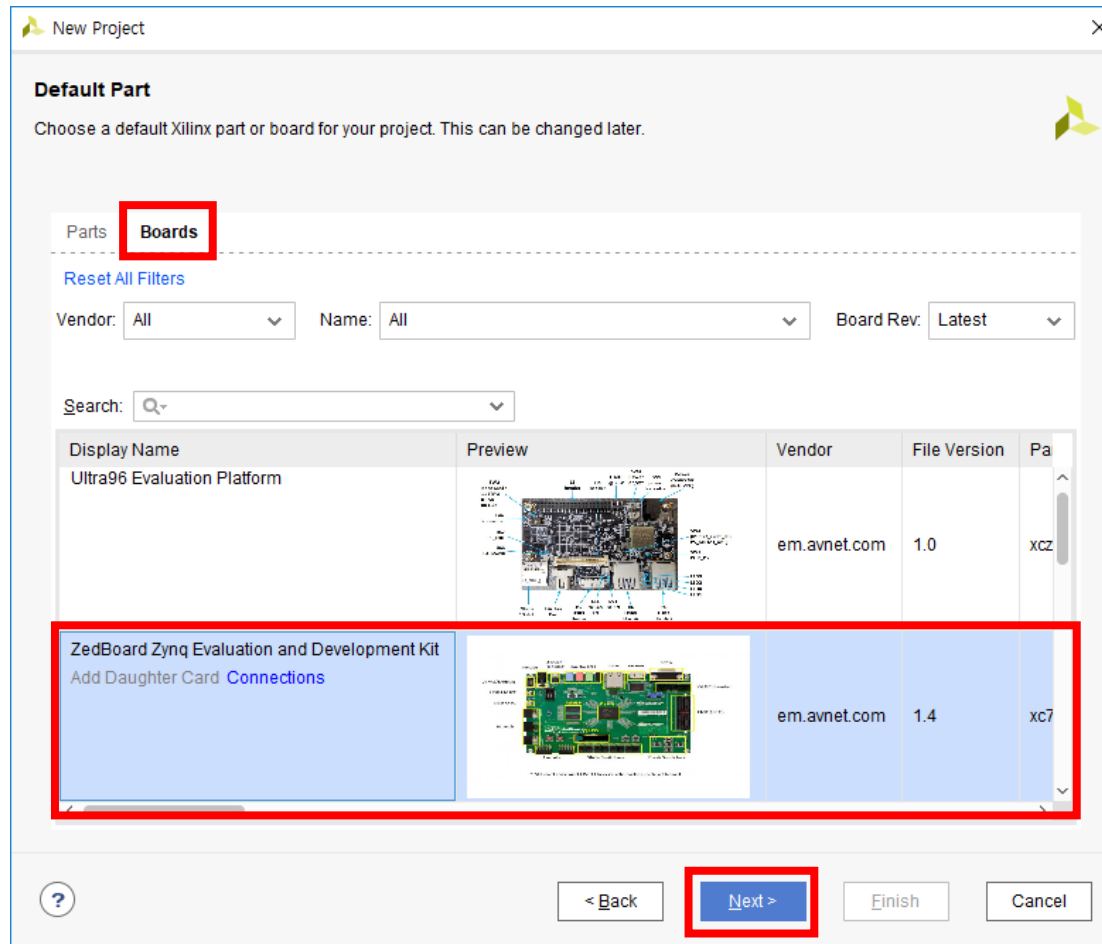 New Project
Default Part
Choose a default Xilinx part or board for your project. This can be changed later.
Parts Boards
Reset All Filters
Vendor: All Name: All Board Rev: Latest
Search:
Display Name Preview Vendor File Version Pa
Ultra96 Evaluation Platform
em.avnet.com 1.0 xcz
ZedBoard Zynq Evaluation and Development Kit
Add Daughter Card Connections
em.avnet.com 1.4 xc7
? < Back Next > Finish Cancel